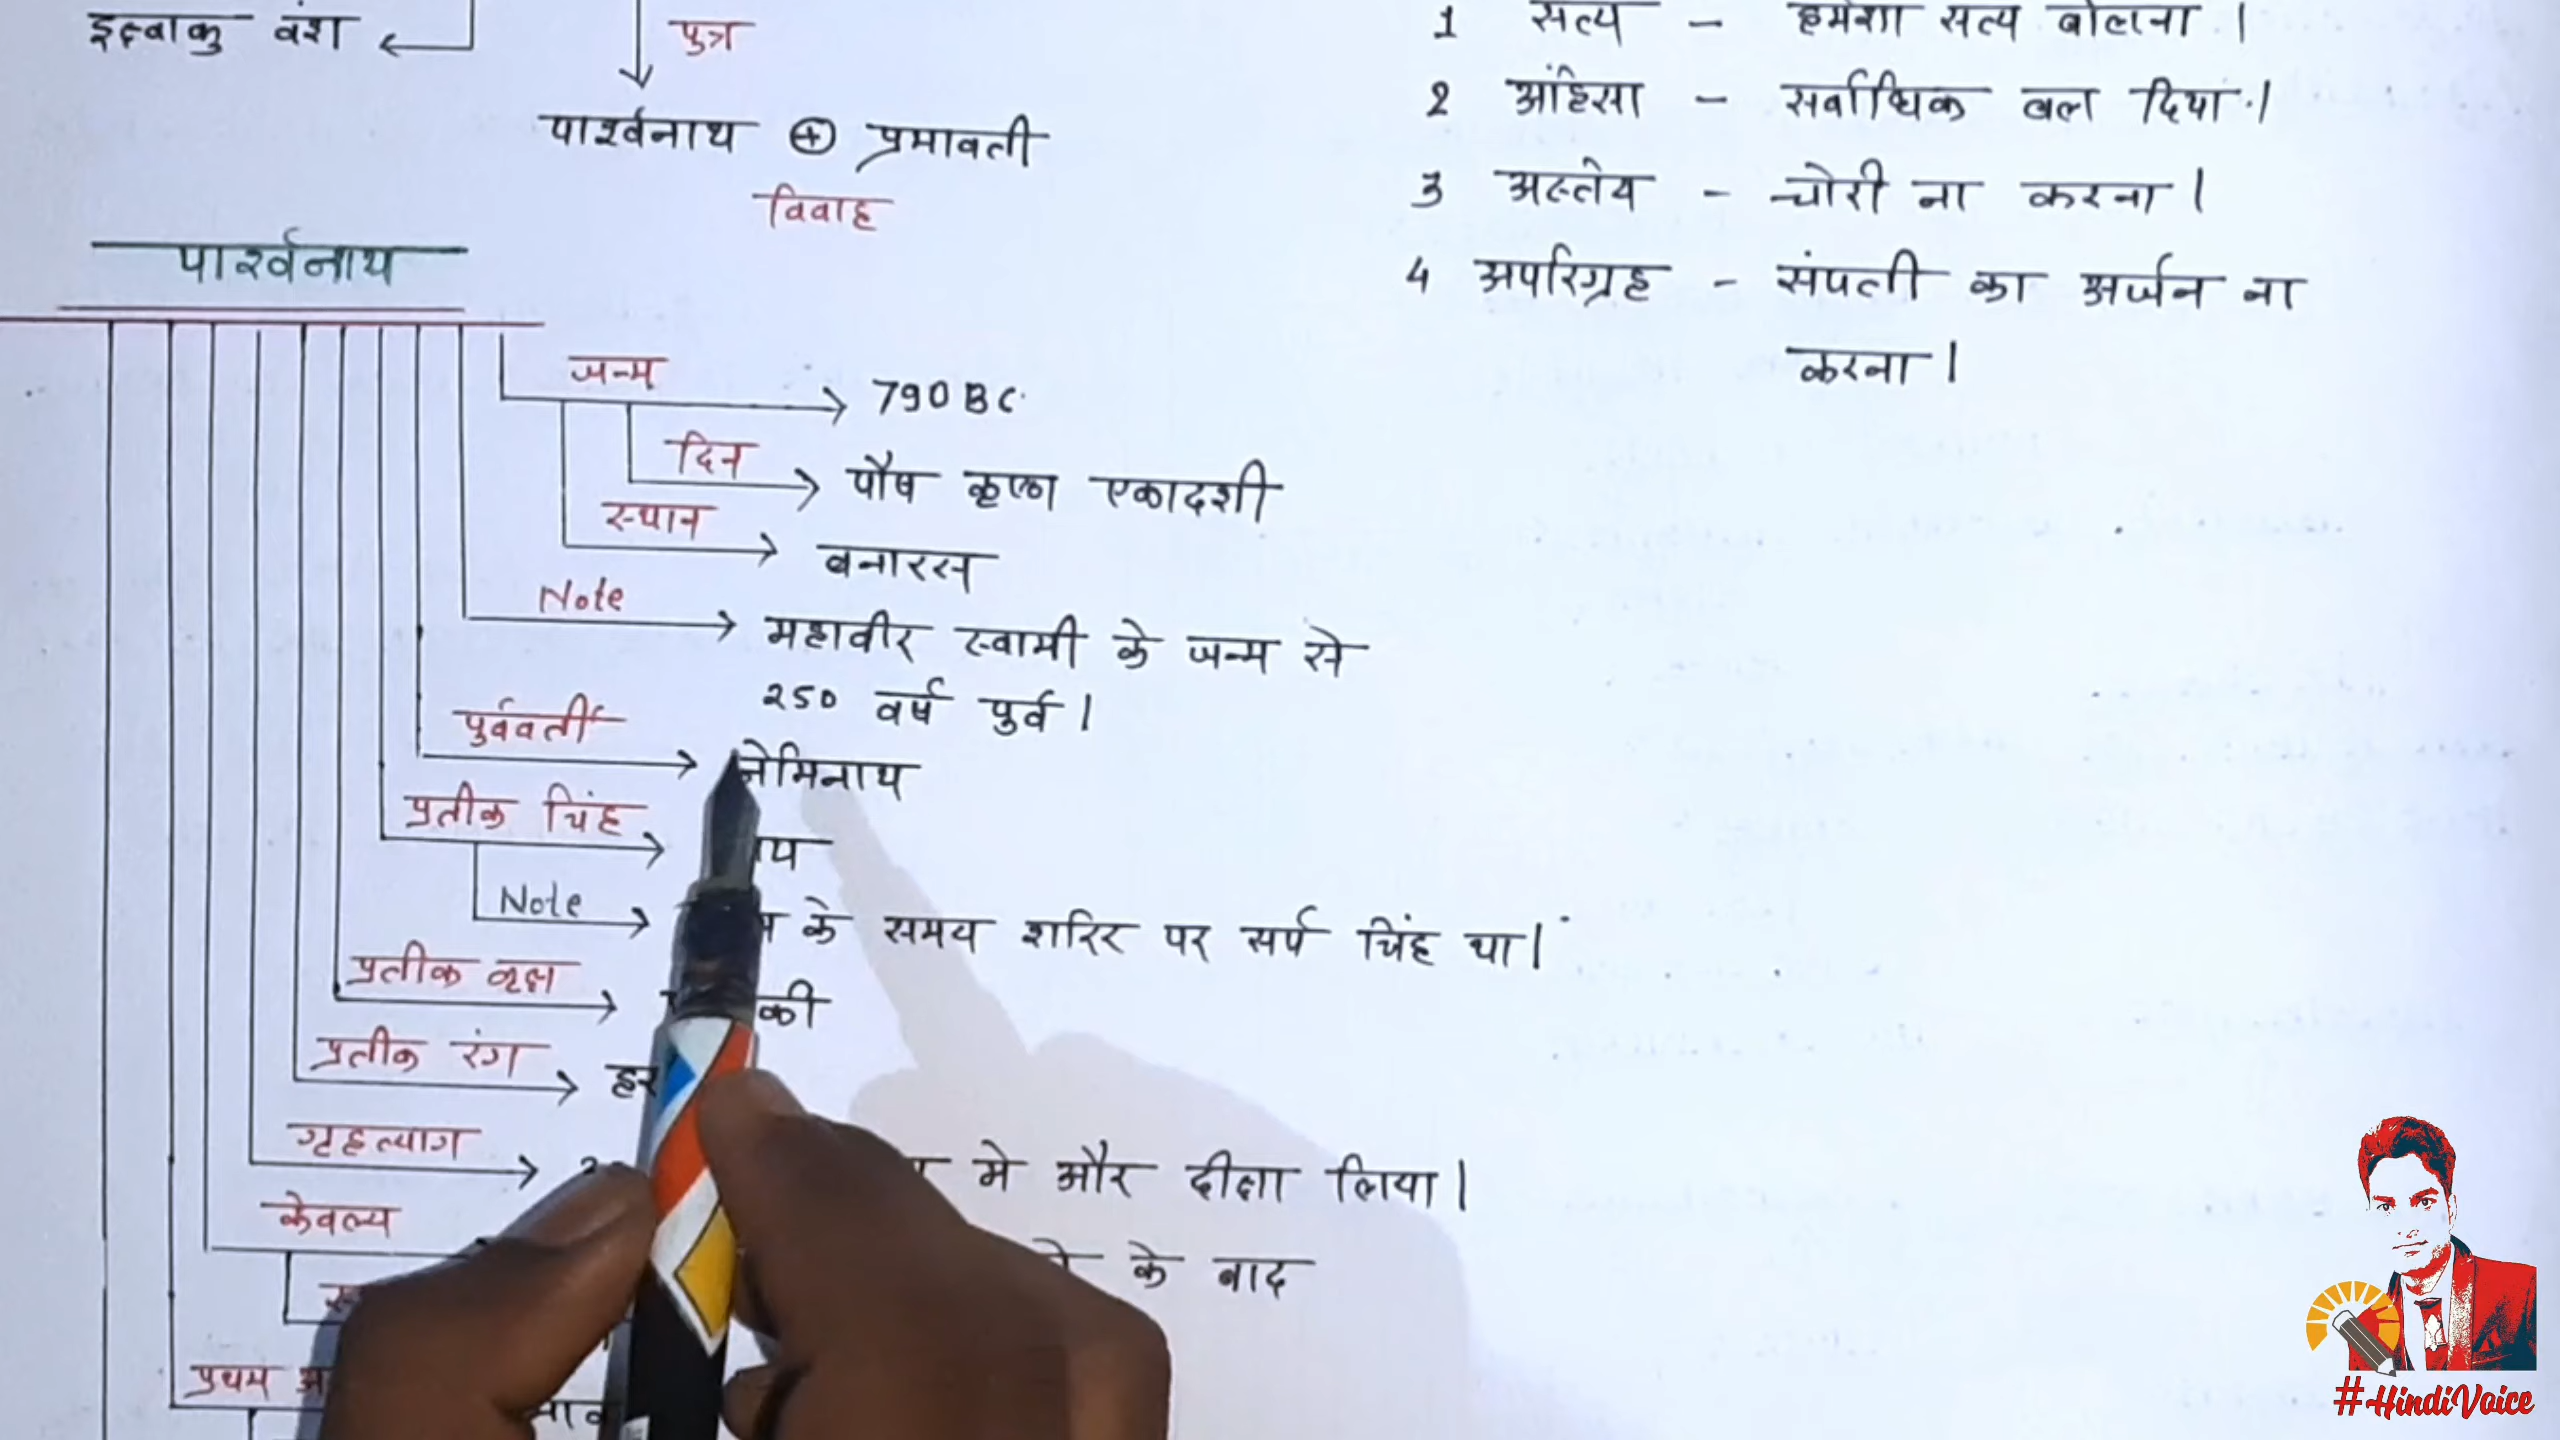 इक्ष्वाकु वंश
पुत्र
पार्श्वनाथ ⊕ प्रभावती
विवाह
पार्श्वनाथ
जन्म
790 BC
दिन
पौष कृष्ण एकादशी
स्थान
बनारस
Note
महावीर स्वामी के जन्म से
250 वर्ष पुर्व।
पुर्ववर्ती
नेमिनाथ
प्रतीक चिंह
Note
के समय शरिर पर सर्प चिंह था।
प्रतीक वृक्ष
प्रतीक रंग
गृहत्याग
मे और दीक्षा लिया।
केवल्य
के बाद
प्रथम
1 सत्य - हमेशा सत्य बोलना।
2 अंहिसा - सर्वाधिक बल दिया।
3 अस्तेय - चोरी ना करना।
4 अपरिग्रह - संपती का अर्जन ना
करना।
#HindiVoice